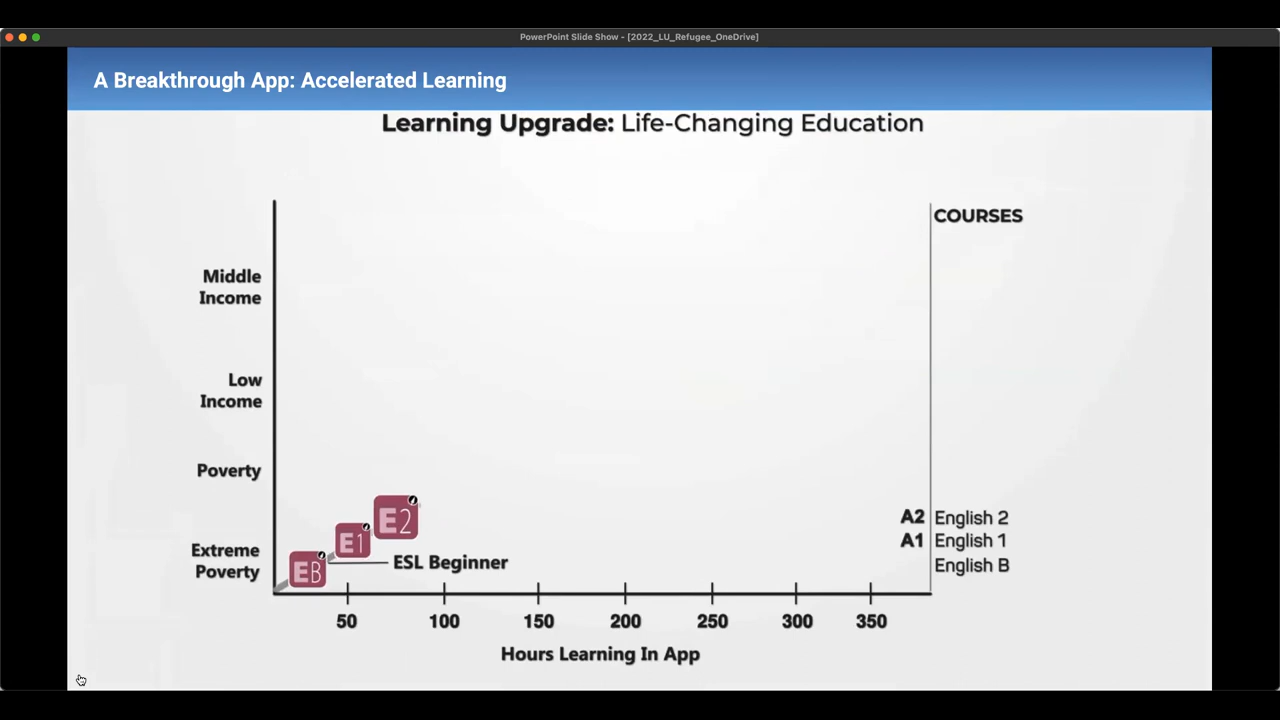 PowerPoint Slide Show - [2022_LU_Refugee_OneDrive]
A Breakthrough App: Accelerated Learning
Learning Upgrade: Life-Changing Education
COURSES
Middle
Income
Low
Income
Poverty
Extreme
Poverty
E2
E1
EB
ESL Beginner
A2 English 2
A1 English 1
English B
50 100 150 200 250 300 350
Hours Learning In App